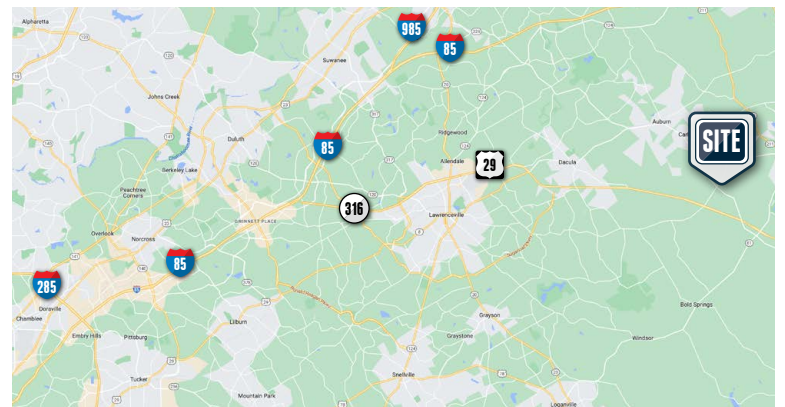 Alpharetta
985
85
Suwanee
Johns Creek
Auburn
SITE
Ridgewood
Duluth
85
Allendale
29
Dacula
Berkeley Lake
Peachtree
Corners
316
Lawrenceville
GWINNETT PLACE
Overlook
Norcross
85
285
Bold Springs
Doraville
Grayson
Chamblee
Lilburn
Embry Hills
Pittsburg
Graystone
Windsor
Snellville
Tucker
Mountain Park
Loganville